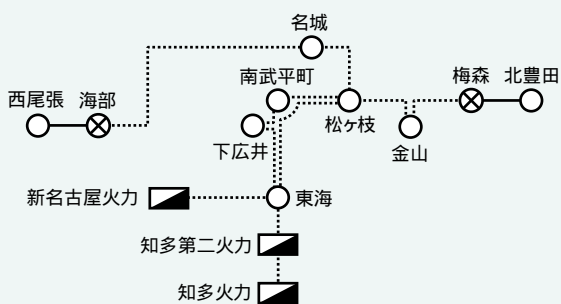 名城
南武平町
梅森
北豊田
西尾張
海部
松ヶ枝
下広井
金山
新名古屋火力
東海
知多第二火力
知多火力